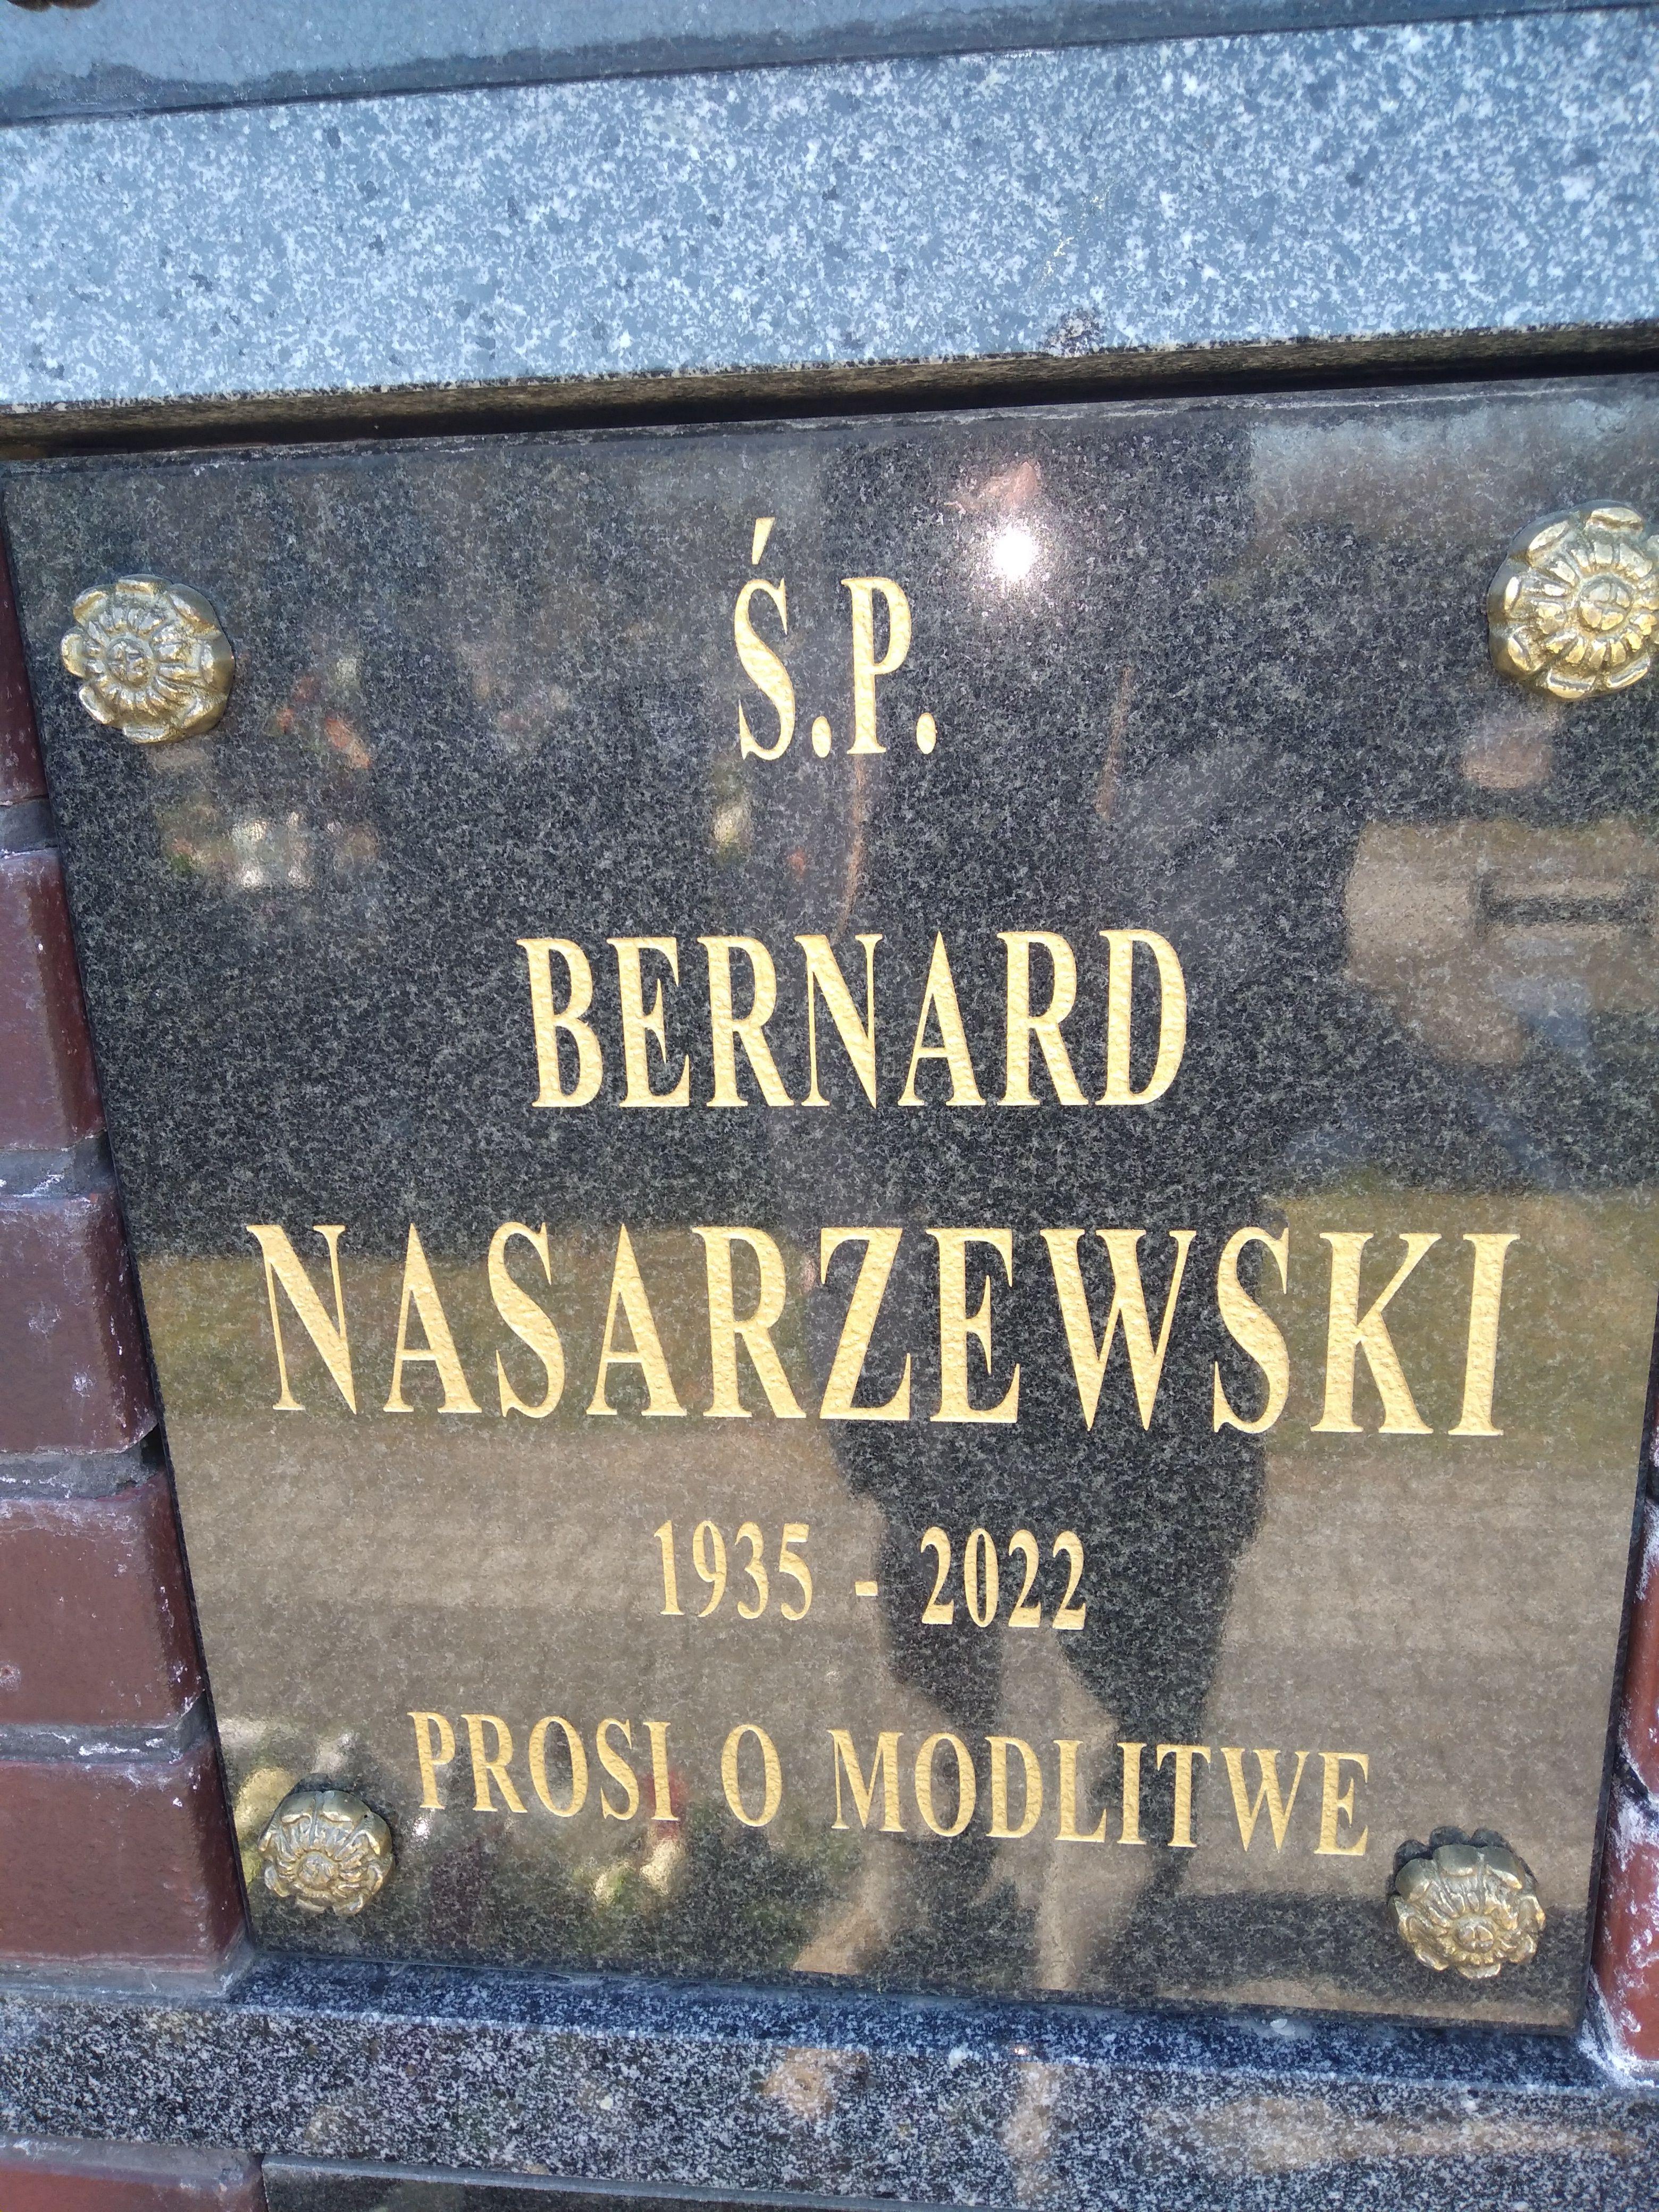 Ś.P.
BERNARD
NASARZEWSKI
1935 - 2022
PROSI O MODLITWE